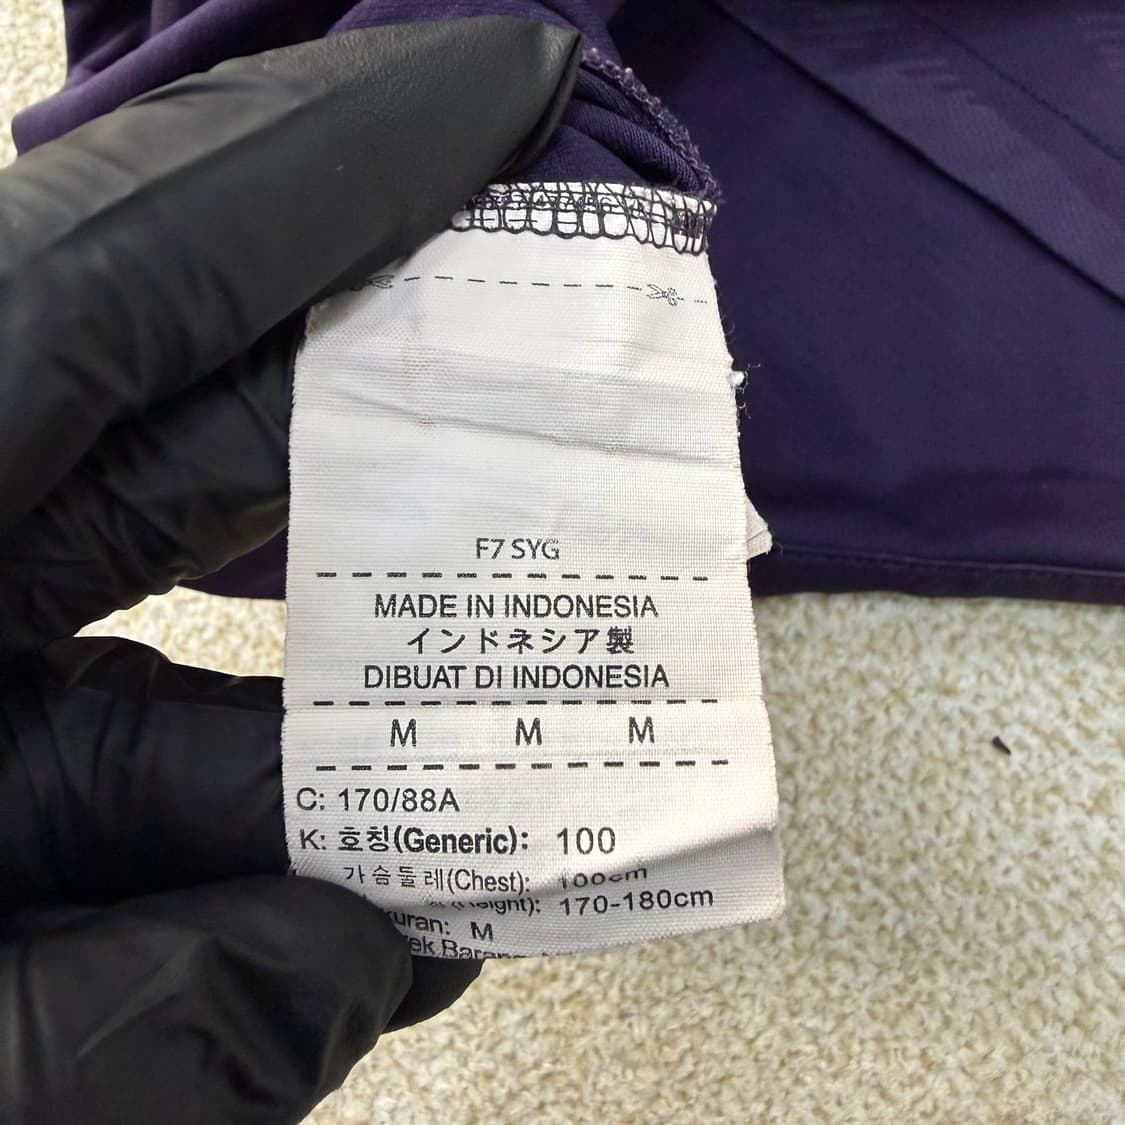 F7 SYG
MADE IN INDONESIA
インドネシア製
DIBUAT DI INDONESIA
M M M
C: 170/88A
K: 호칭(Generic): 100
가슴둘레(Chest): 100cm
170-180cm
M